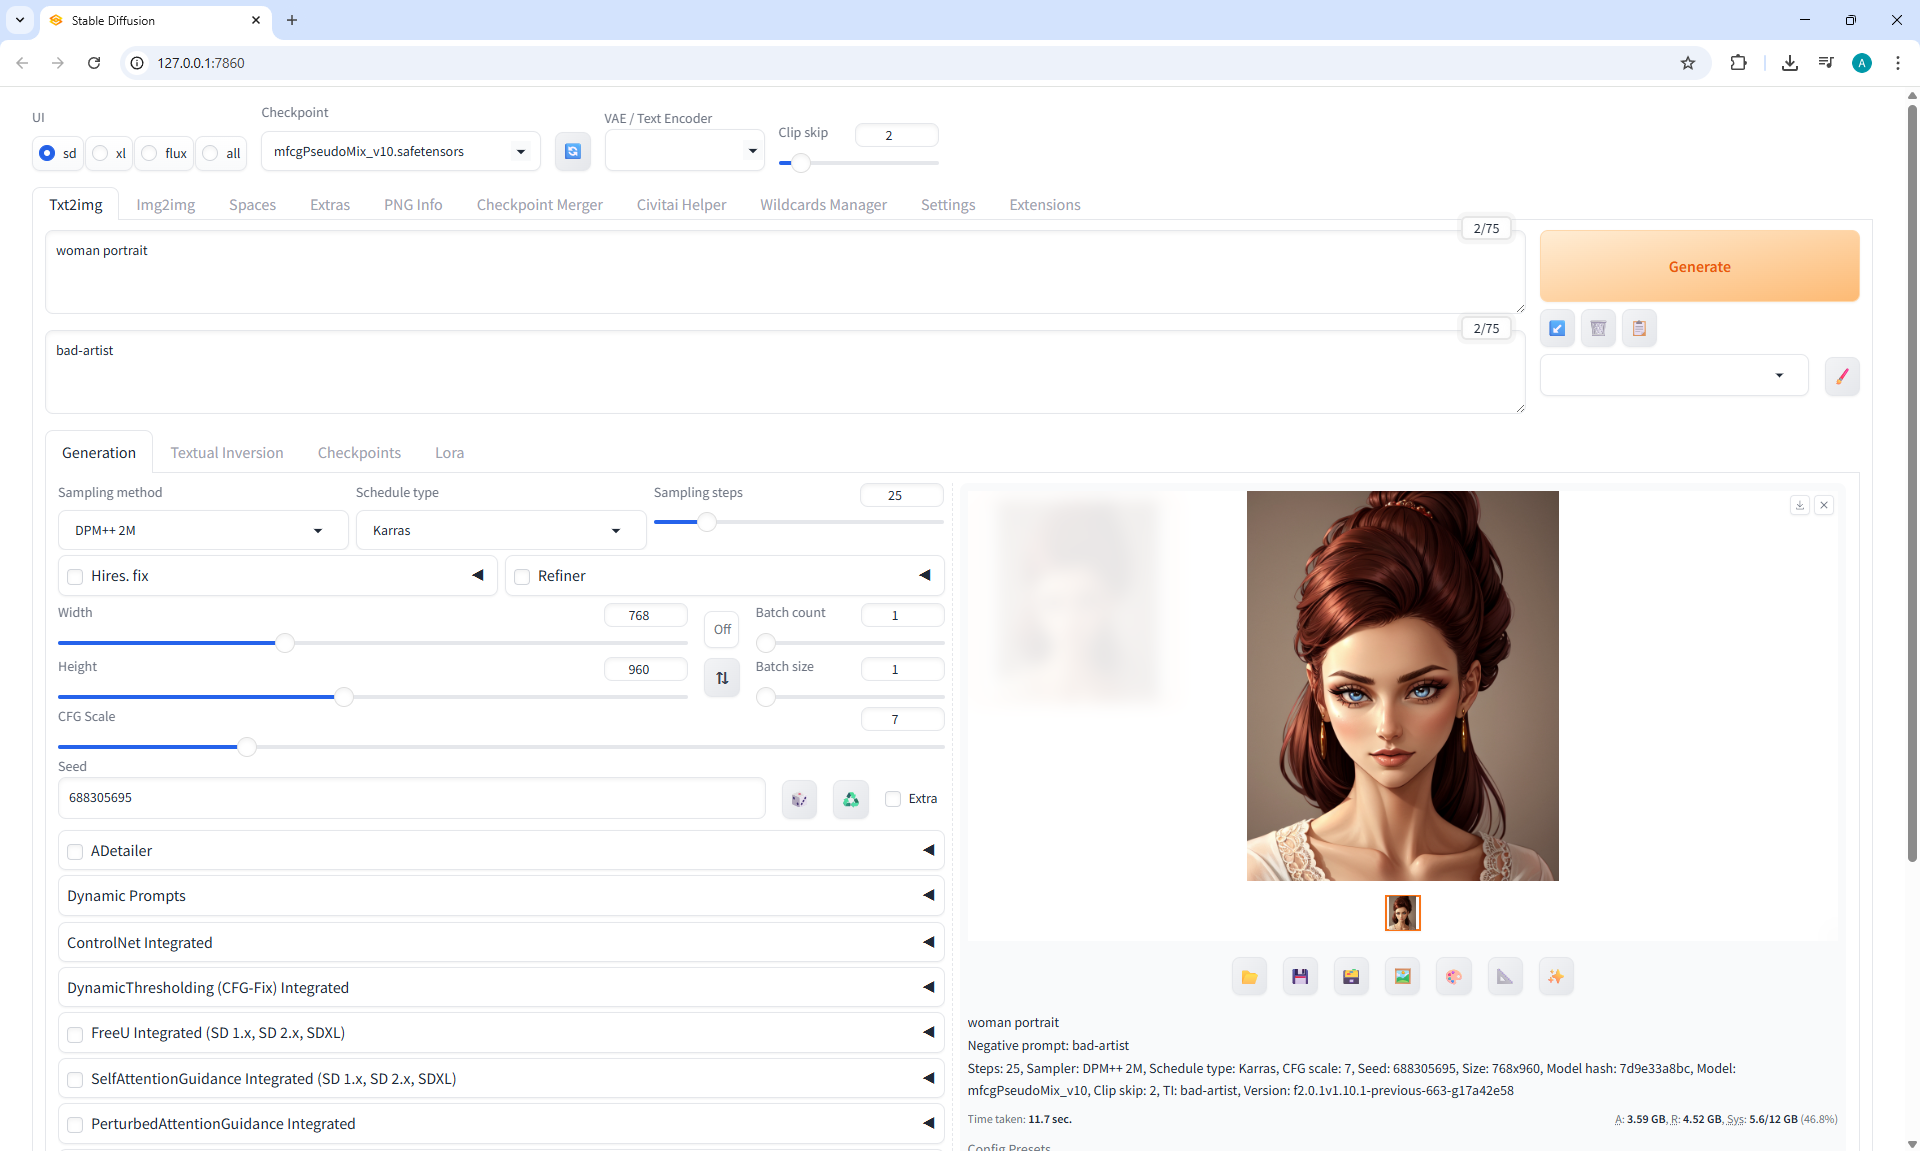 Stable Diffusion
127.0.0.1:7860
A
UI
sd
xl
flux
all
Checkpoint
mfcgPseudoMix_v10.safetensors
VAE / Text Encoder
Clip skip
2
Txt2img
Img2img
Spaces
Extras
PNG Info
Checkpoint Merger
Civitai Helper
Wildcards Manager
Settings
Extensions
2/75
woman portrait
Generate
2/75
bad-artist
Generation
Textual Inversion
Checkpoints
Lora
Sampling method
DPM++ 2M
Schedule type
Karras
Sampling steps
25
Hires. fix
Refiner
Width
768
Off
Batch count
1
Height
960
Batch size
1
CFG Scale
7
Seed
688305695
Extra
ADetailer
Dynamic Prompts
ControlNet Integrated
DynamicThresholding (CFG-Fix) Integrated
FreeU Integrated (SD 1.x, SD 2.x, SDXL)
SelfAttentionGuidance Integrated (SD 1.x, SD 2.x, SDXL)
PerturbedAttentionGuidance Integrated
woman portrait
Negative prompt: bad-artist
Steps: 25, Sampler: DPM++ 2M, Schedule type: Karras, CFG scale: 7, Seed: 688305695, Size: 768x960, Model hash: 7d9e33a8bc, Model:
mfcgPseudoMix_v10, Clip skip: 2, TI: bad-artist, Version: f2.0.1v1.10.1-previous-663-g17a42e58
Time taken: 11.7 sec.
A: 3.59 GB, R: 4.52 GB, Sys: 5.6/12 GB (46.8%)
Config Presets